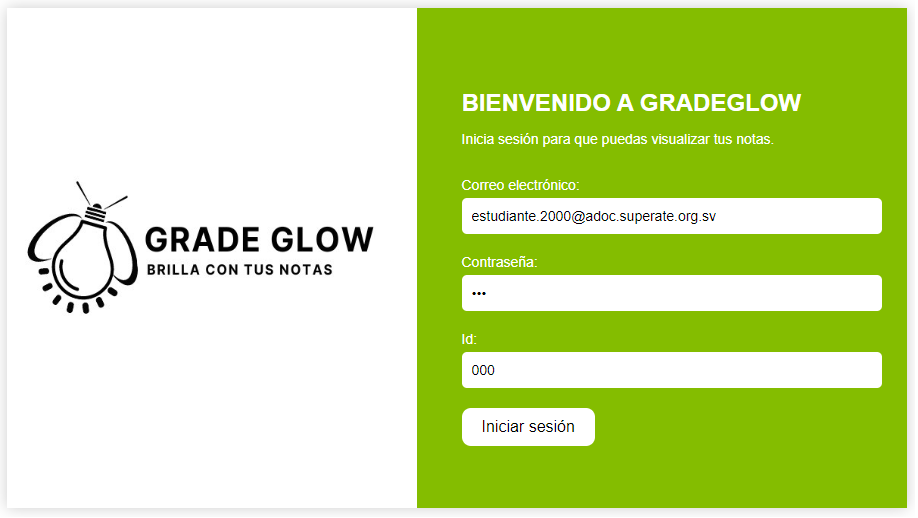 GRADE GLOW
BRILLA CON TUS NOTAS
BIENVENIDO A GRADEGLOW
Inicia sesión para que puedas visualizar tus notas.
Correo electrónico:
estudiante.2000@adoc.superate.org.sv
Contraseña:
•••
Id:
000
Iniciar sesión